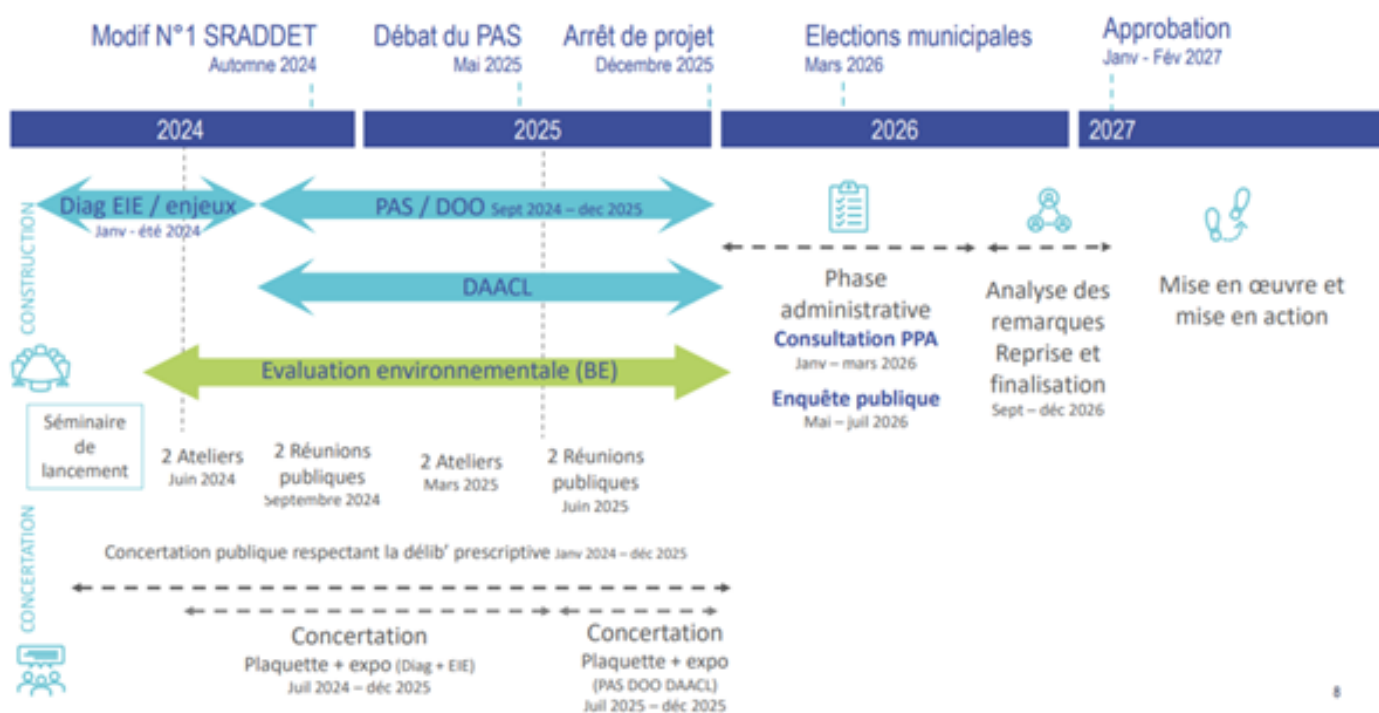 Modif N°1 SRADDET
Automne 2024
Débat du PAS
Mai 2025
Arrêt de projet
Décembre 2025
Elections municipales
Mars 2026
Approbation
Janv - Fév 2027
2024
2025
2026
2027
CONSTRUCTION
Diag EIE / enjeux
Janv - été 2024
PAS / DOO Sept 2024 – dec 2025
DAACL
Evaluation environnementale (BE)
Phase
administrative
Consultation PPA
Janv – mars 2026
Enquête publique
Mai – juil 2026
Analyse des
remarques
Reprise et
finalisation
Sept – déc 2026
Mise en œuvre et
mise en action
Séminaire
de
lancement
2 Ateliers
Juin 2024
2 Réunions
publiques
Septembre 2024
2 Ateliers
Mars 2025
2 Réunions
publiques
Juin 2025
CONCERTATION
Concertation publique respectant la délib’ prescriptive Janv 2024 – déc 2025
Concertation
Plaquette + expo (Diag + EIE)
Juil 2024 – déc 2025
Concertation
Plaquette + expo
(PAS DOO DAACL)
Juil 2025 – déc 2025
8